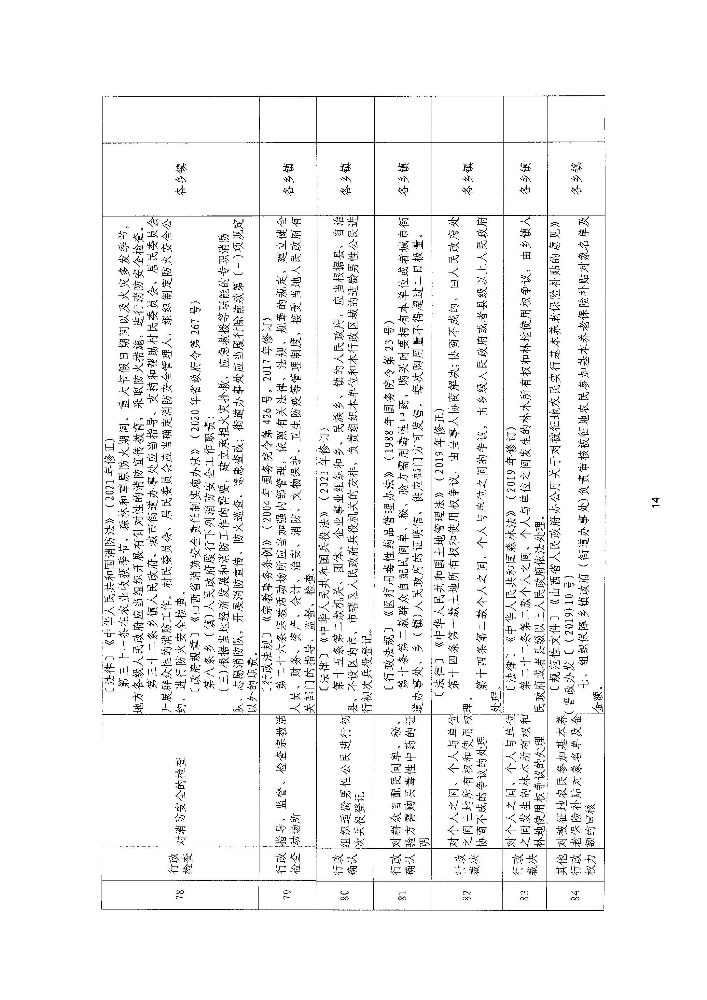 78
行政
检查
对消防安全的检查
〔法律〕《中华人民共和国消防法》（2021年修正）
第三十一条在农业收获季节、森林和草原防火期间、重大节假日期间以及火灾多发季节，
地方各级人民政府应当组织开展有针对性的消防宣传教育，采取防火措施，进行消防安全检查。
第三十二条乡镇人民政府、城市街道办事处应当指导、支持和帮助村民委员会、居民委员会
开展群众性的消防工作。村民委员会、居民委员会应当确定消防安全管理人，组织制定防火安全公
约，进行防火安全检查。
〔政府规章〕《山西省消防安全责任制实施办法》（2020年省政府令第267号）
第八条乡（镇）人民政府履行下列消防安全工作职责：
（三）根据当地经济发展和消防工作的需要，建立承担火灾扑救、应急救援等职能的专职消防
队、志愿消防队，开展消防宣传、防火巡查、隐患查改；街道办事处应当履行除前款第（一）项规定
以外的职责。
各乡镇
79
行政
检查
指导、监督、检查宗教活
动场所
〔行政法规〕《宗教事务条例》（2004年国务院令第426号，2017年修订）
第二十六条宗教活动场所应当加强内部管理，依照有关法律、法规、规章的规定，建立健全
人员、财务、资产、会计、治安、消防、文物保护、卫生防疫等管理制度，接受当地人民政府有
关部门的指导、监督、检查。
各乡镇
80
行政
确认
组织适龄男性公民进行初
次兵役登记
〔法律〕《中华人民共和国兵役法》（2021年修订）
第十五条第二款机关、团体、企业事业组织和乡、民族乡、镇的人民政府，应当根据县、自治
县、不设区的市、市辖区人民政府兵役机关的安排，负责组织本单位和本行政区域的适龄男性公民进
行初次兵役登记。
各乡镇
81
行政
确认
对群众自配民间单、秘、
验方需购买毒性中药的证
明
〔行政法规〕《医疗用毒性药品管理办法》（1988年国务院令第23号）
第十条第二款群众自配民间单、秘、验方需用毒性中药，购买时要持有本单位或者城市街
道办事处、乡（镇）人民政府的证明信，供应部门方可发售。每次购用量不得超过二日极量。
各乡镇
82
行政
裁决
对个人之间、个人与单位
之间土地所有权和使用权
协商不成的争议的处理
〔法律〕《中华人民共和国土地管理法》（2019年修正）
第十四条第一款土地所有权和使用权争议，由当事人协商解决；协商不成的，由人民政府处
理。
第十四条第二款个人之间、个人与单位之间的争议，由乡级人民政府或者县级以上人民政府
处理。
各乡镇
83
行政
裁决
对个人之间、个人与单位
之间发生的林木所有权和
林地使用权争议的处理
〔法律〕《中华人民共和国森林法》（2019年修订）
第二十二条第二款个人之间、个人与单位之间发生的林木所有权和林地使用权争议，由乡镇人
民政府或者县级以上人民政府依法处理。
各乡镇
84
其他
行政
权力
对被征地农民参加基本养
老保险补贴对象名单及金
额的审核
〔规范性文件〕《山西省人民政府办公厅关于对被征地农民实行基本养老保险补贴的意见》
（晋政办发〔（2019)10号）
七、组织保障乡镇政府（街道办事处）负责审核被征地农民参加基本养老保险补贴对象名单及
金额。
各乡镇
14